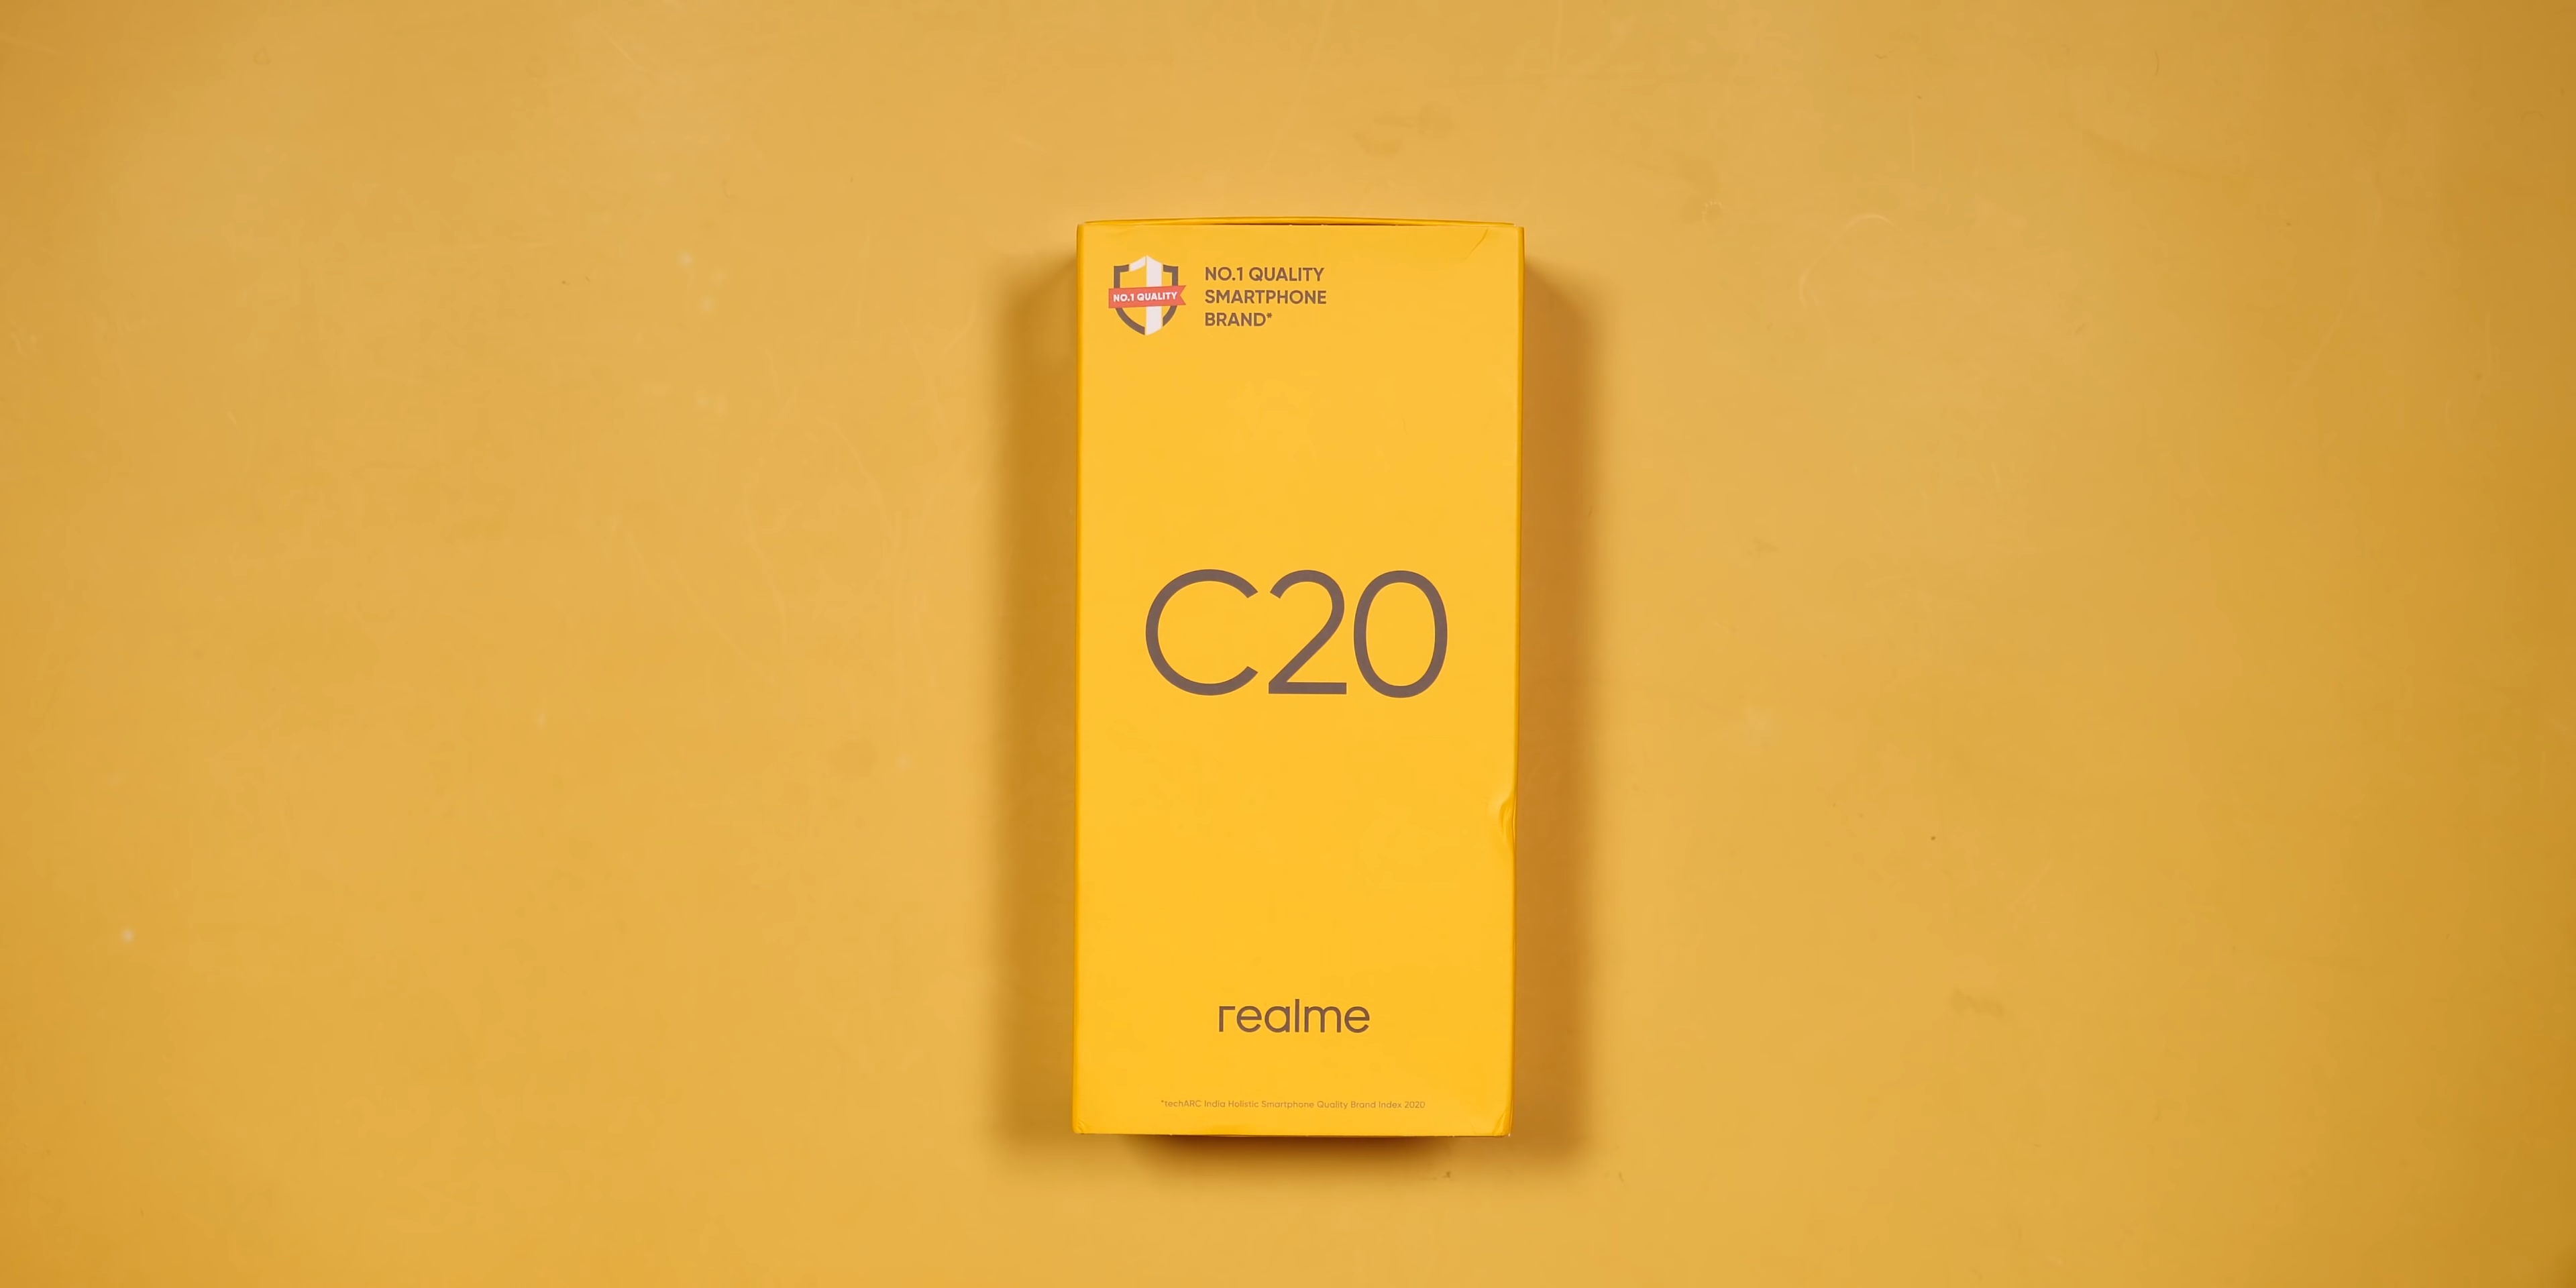 NO.1 QUALITY
NO.1 QUALITY
SMARTPHONE
BRAND*
C20
realme
*techARC India Holistic Smartphone Quality Brand Index 2020